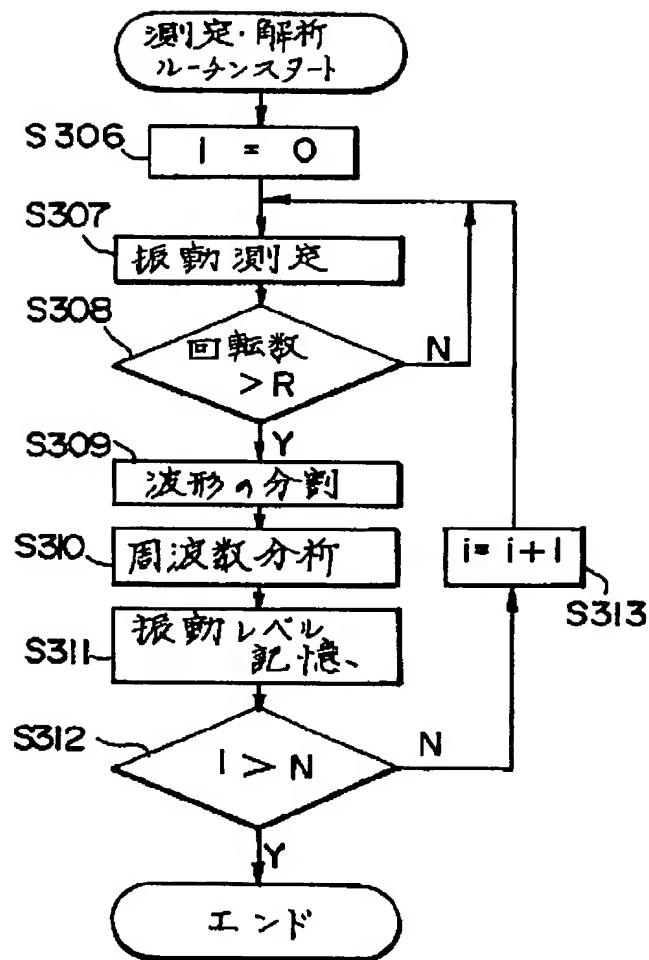 測定・解析
ルーチンスタート
S306
i = 0
S307
振動測定
S308
回転数
>R
N
Y
S309
波形の分割
S310
周波数分析
i=i+1
S313
S311
振動レベル
記憶、
S312
i>N
N
Y
エンド